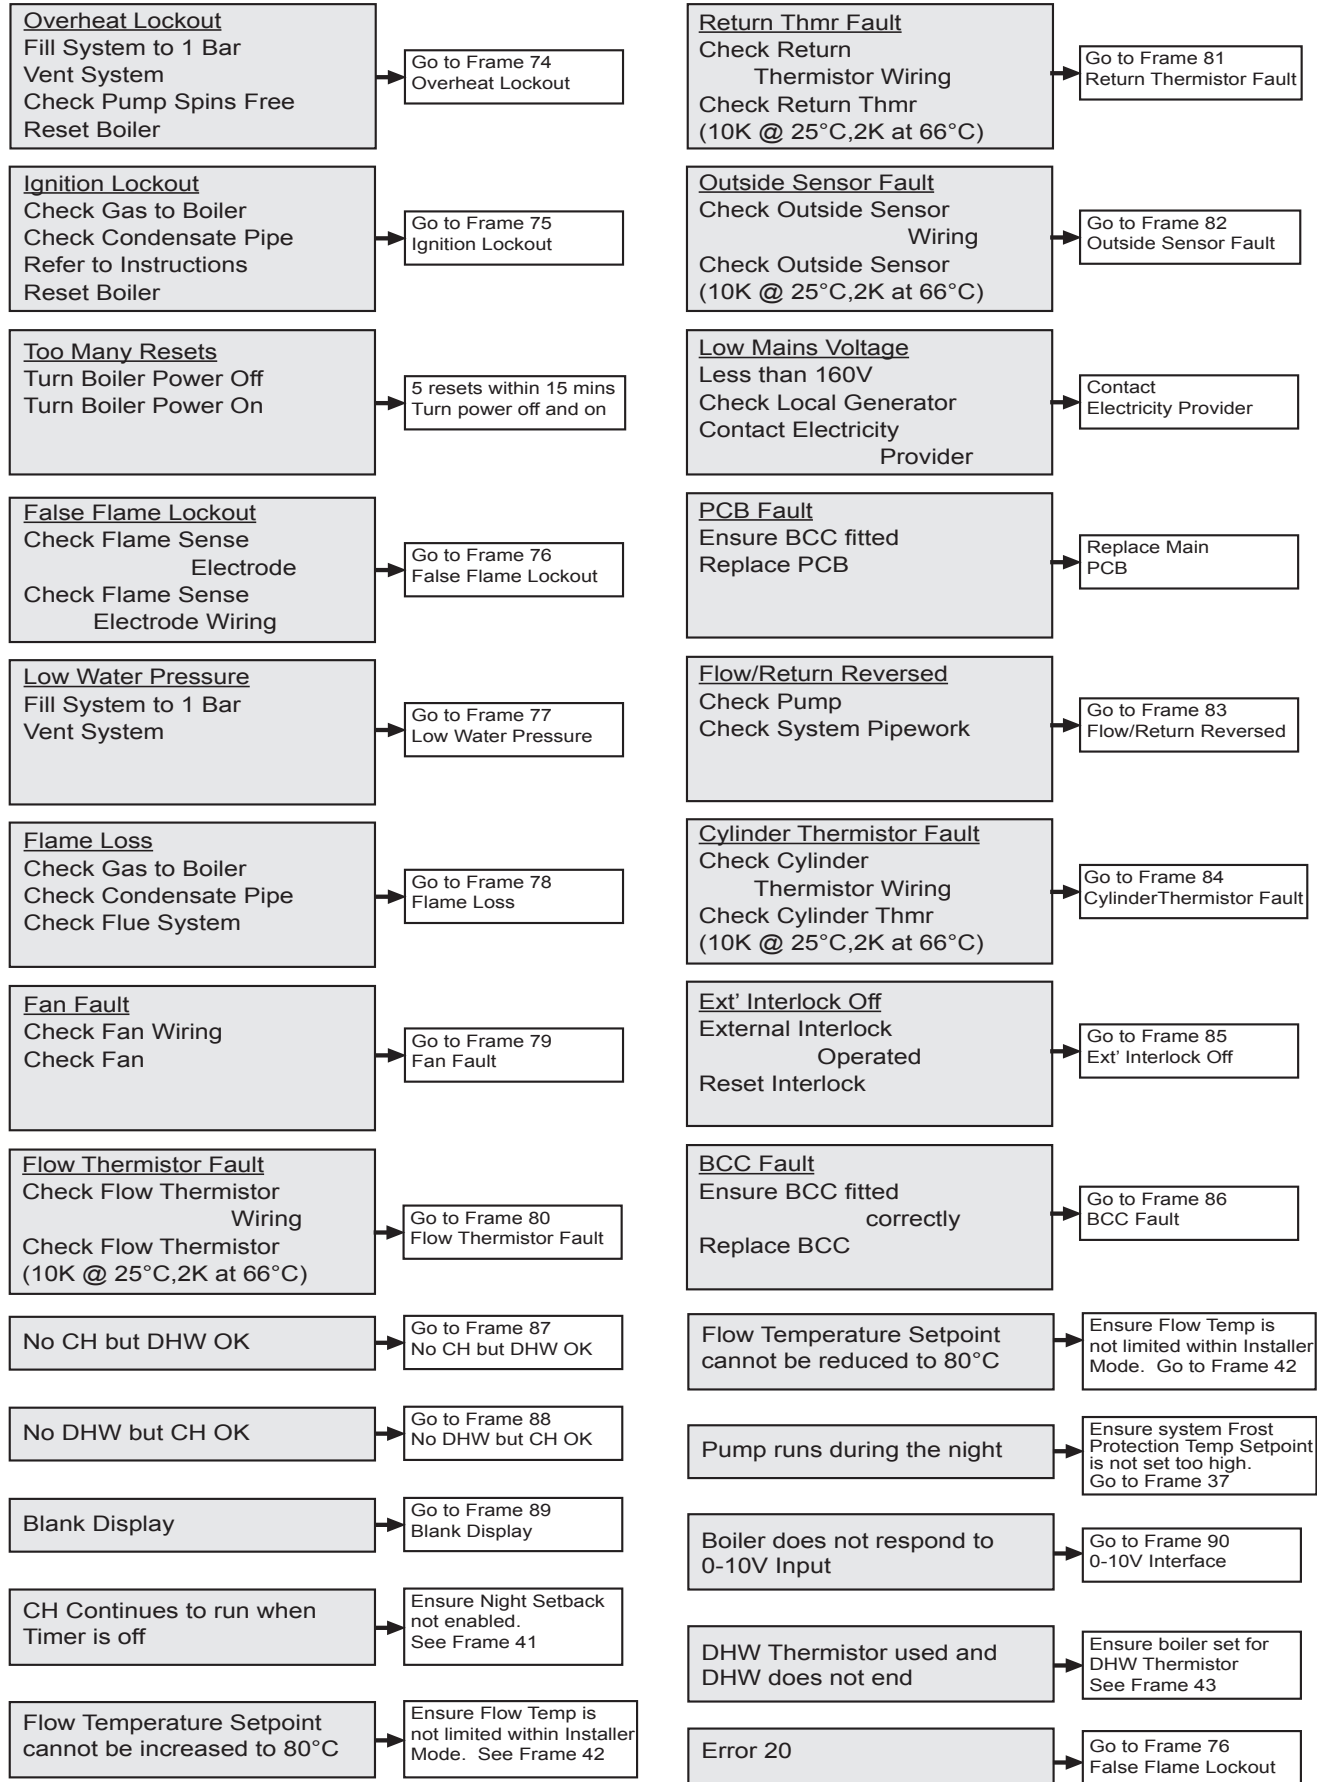 Overheat Lockout
Fill System to 1 Bar
Vent System
Check Pump Spins Free
Reset Boiler
Go to Frame 74
Overheat Lockout
Ignition Lockout
Check Gas to Boiler
Check Condensate Pipe
Refer to Instructions
Reset Boiler
Go to Frame 75
Ignition Lockout
Too Many Resets
Turn Boiler Power Off
Turn Boiler Power On
5 resets within 15 mins
Turn power off and on
False Flame Lockout
Check Flame Sense
Electrode
Check Flame Sense
Electrode Wiring
Go to Frame 76
False Flame Lockout
Low Water Pressure
Fill System to 1 Bar
Vent System
Go to Frame 77
Low Water Pressure
Flame Loss
Check Gas to Boiler
Check Condensate Pipe
Check Flue System
Go to Frame 78
Flame Loss
Fan Fault
Check Fan Wiring
Check Fan
Go to Frame 79
Fan Fault
Flow Thermistor Fault
Check Flow Thermistor
Wiring
Check Flow Thermistor
(10K @ 25°C,2K at 66°C)
Go to Frame 80
Flow Thermistor Fault
No CH but DHW OK
Go to Frame 87
No CH but DHW OK
No DHW but CH OK
Go to Frame 88
No DHW but CH OK
Blank Display
Go to Frame 89
Blank Display
CH Continues to run when
Timer is off
Ensure Night Setback
not enabled.
See Frame 41
Flow Temperature Setpoint
cannot be increased to 80°C
Ensure Flow Temp is
not limited within Installer
Mode.  See Frame 42
Return Thmr Fault
Check Return
Thermistor Wiring
Check Return Thmr
(10K @ 25°C,2K at 66°C)
Go to Frame 81
Return Thermistor Fault
Outside Sensor Fault
Check Outside Sensor
Wiring
Check Outside Sensor
(10K @ 25°C,2K at 66°C)
Go to Frame 82
Outside Sensor Fault
Low Mains Voltage
Less than 160V
Check Local Generator
Contact Electricity
Provider
Contact
Electricity Provider
PCB Fault
Ensure BCC fitted
Replace PCB
Replace Main
PCB
Flow/Return Reversed
Check Pump
Check System Pipework
Go to Frame 83
Flow/Return Reversed
Cylinder Thermistor Fault
Check Cylinder
Thermistor Wiring
Check Cylinder Thmr
(10K @ 25°C,2K at 66°C)
Go to Frame 84
CylinderThermistor Fault
Ext' Interlock Off
External Interlock
Operated
Reset Interlock
Go to Frame 85
Ext' Interlock Off
BCC Fault
Ensure BCC fitted
correctly
Replace BCC
Go to Frame 86
BCC Fault
Flow Temperature Setpoint
cannot be reduced to 80°C
Ensure Flow Temp is
not limited within Installer
Mode.  Go to Frame 42
Pump runs during the night
Ensure system Frost
Protection Temp Setpoint
is not set too high.
Go to Frame 37
Boiler does not respond to
0-10V Input
Go to Frame 90
0-10V Interface
DHW Thermistor used and
DHW does not end
Ensure boiler set for
DHW Thermistor
See Frame 43
Error 20
Go to Frame 76
False Flame Lockout